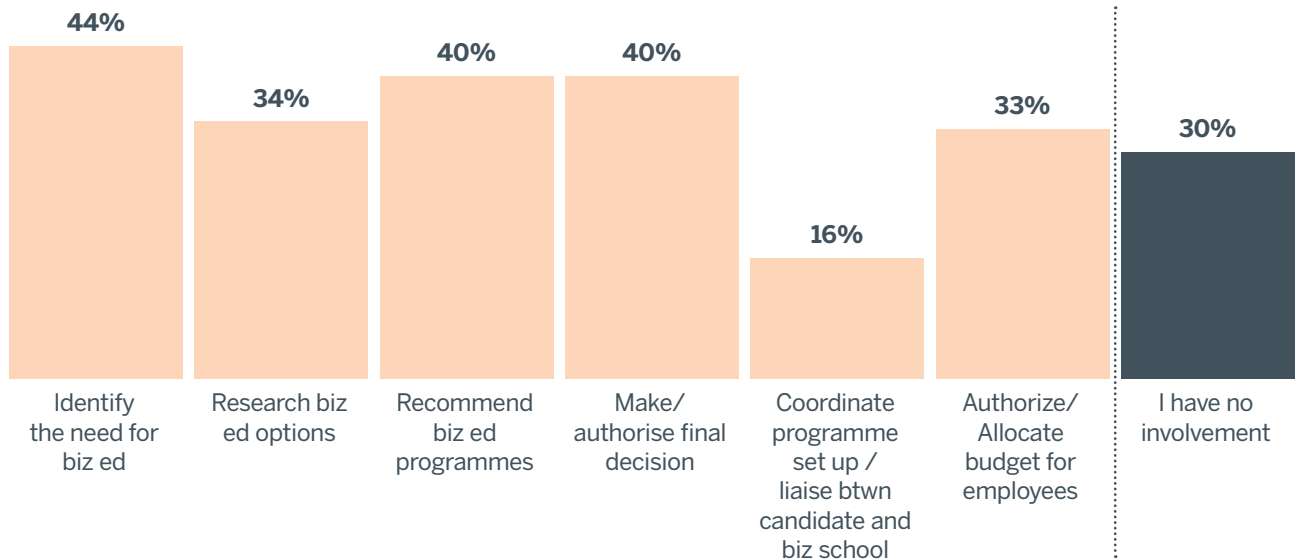 44%
34%
40%
40%
16%
33%
30%
Identify
the need for
biz ed
Research biz
ed options
Recommend
biz ed
programmes
Make/
authorise final
decision
Coordinate
programme
set up /
liaise btwn
candidate and
biz school
Authorize/
Allocate
budget for
employees
I have no
involvement